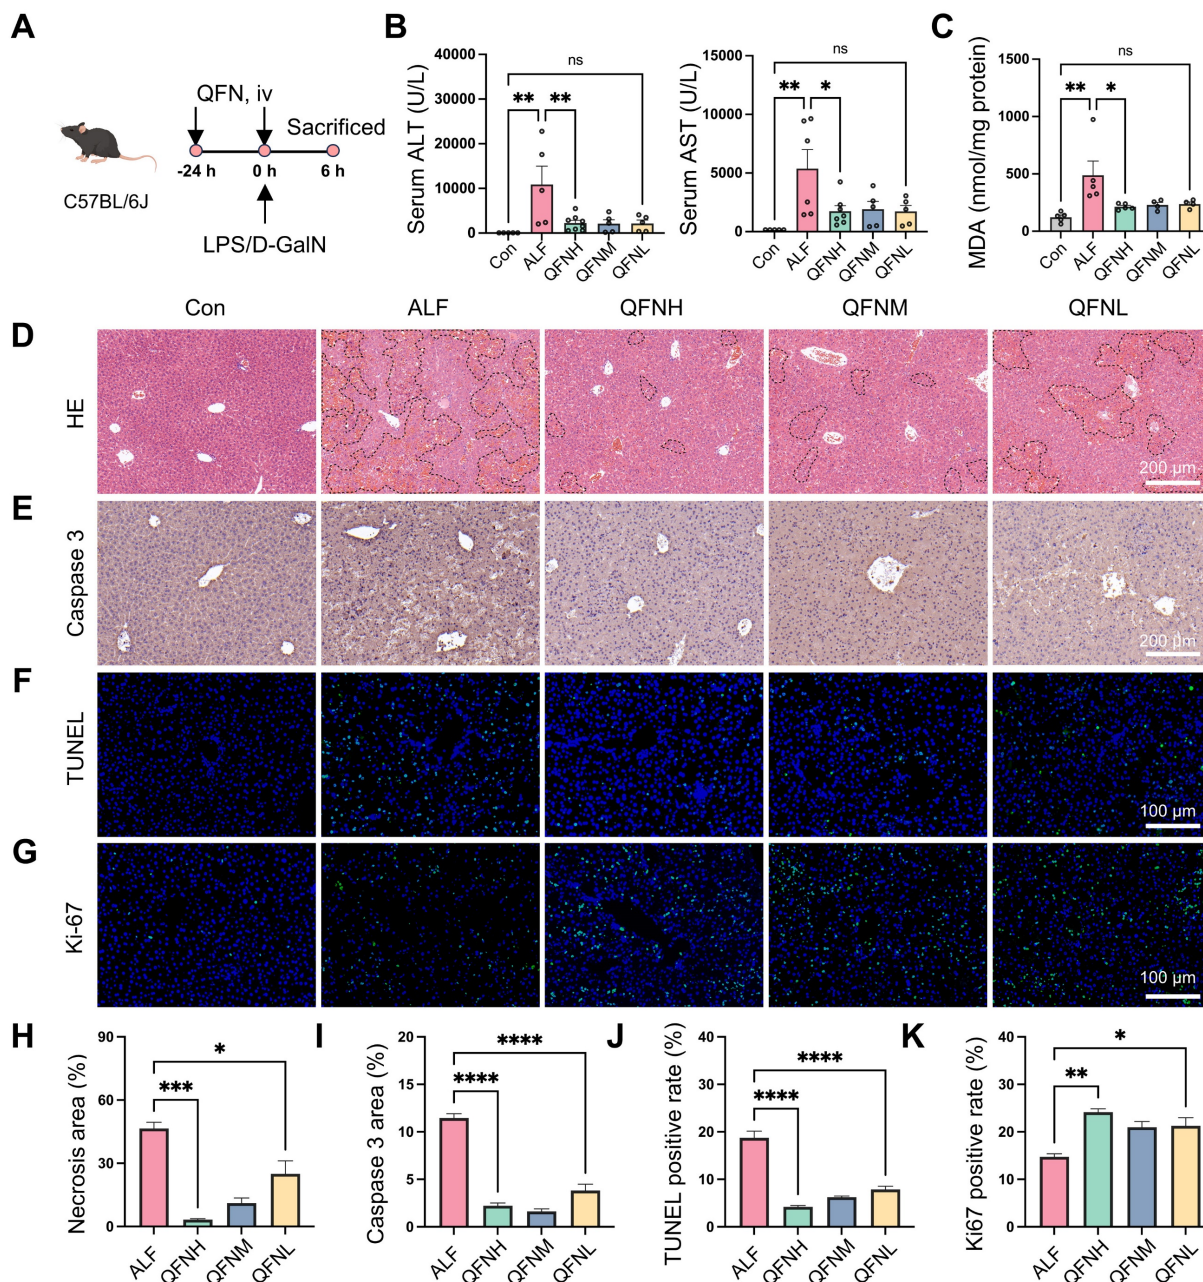 A
QFN, iv
Sacrificed
-24 h
0 h
6 h
C57BL/6J
LPS/D-GalN
B
Serum ALT (U/L)
40000
30000
20000
10000
0
**
**
ns
Con
ALF
QFNH
QFNM
QFNL
Serum AST (U/L)
15000
10000
5000
0
**
*
ns
Con
ALF
QFNH
QFNM
QFNL
C
MDA (nmol/mg protein)
1500
1000
500
0
**
*
ns
Con
ALF
QFNH
QFNM
QFNL
Con
ALF
QFNH
QFNM
QFNL
D
HE
200 µm
E
Caspase 3
200 µm
F
TUNEL
100 µm
G
Ki-67
100 µm
H
Necrosis area (%)
90
60
30
0
***
*
ALF
QFNH
QFNM
QFNL
I
Caspase 3 area (%)
20
15
10
5
0
****
****
ALF
QFNH
QFNM
QFNL
J
TUNEL positive rate (%)
40
30
20
10
0
****
****
ALF
QFNH
QFNM
QFNL
K
Ki67 positive rate (%)
40
30
20
10
0
**
*
ALF
QFNH
QFNM
QFNL